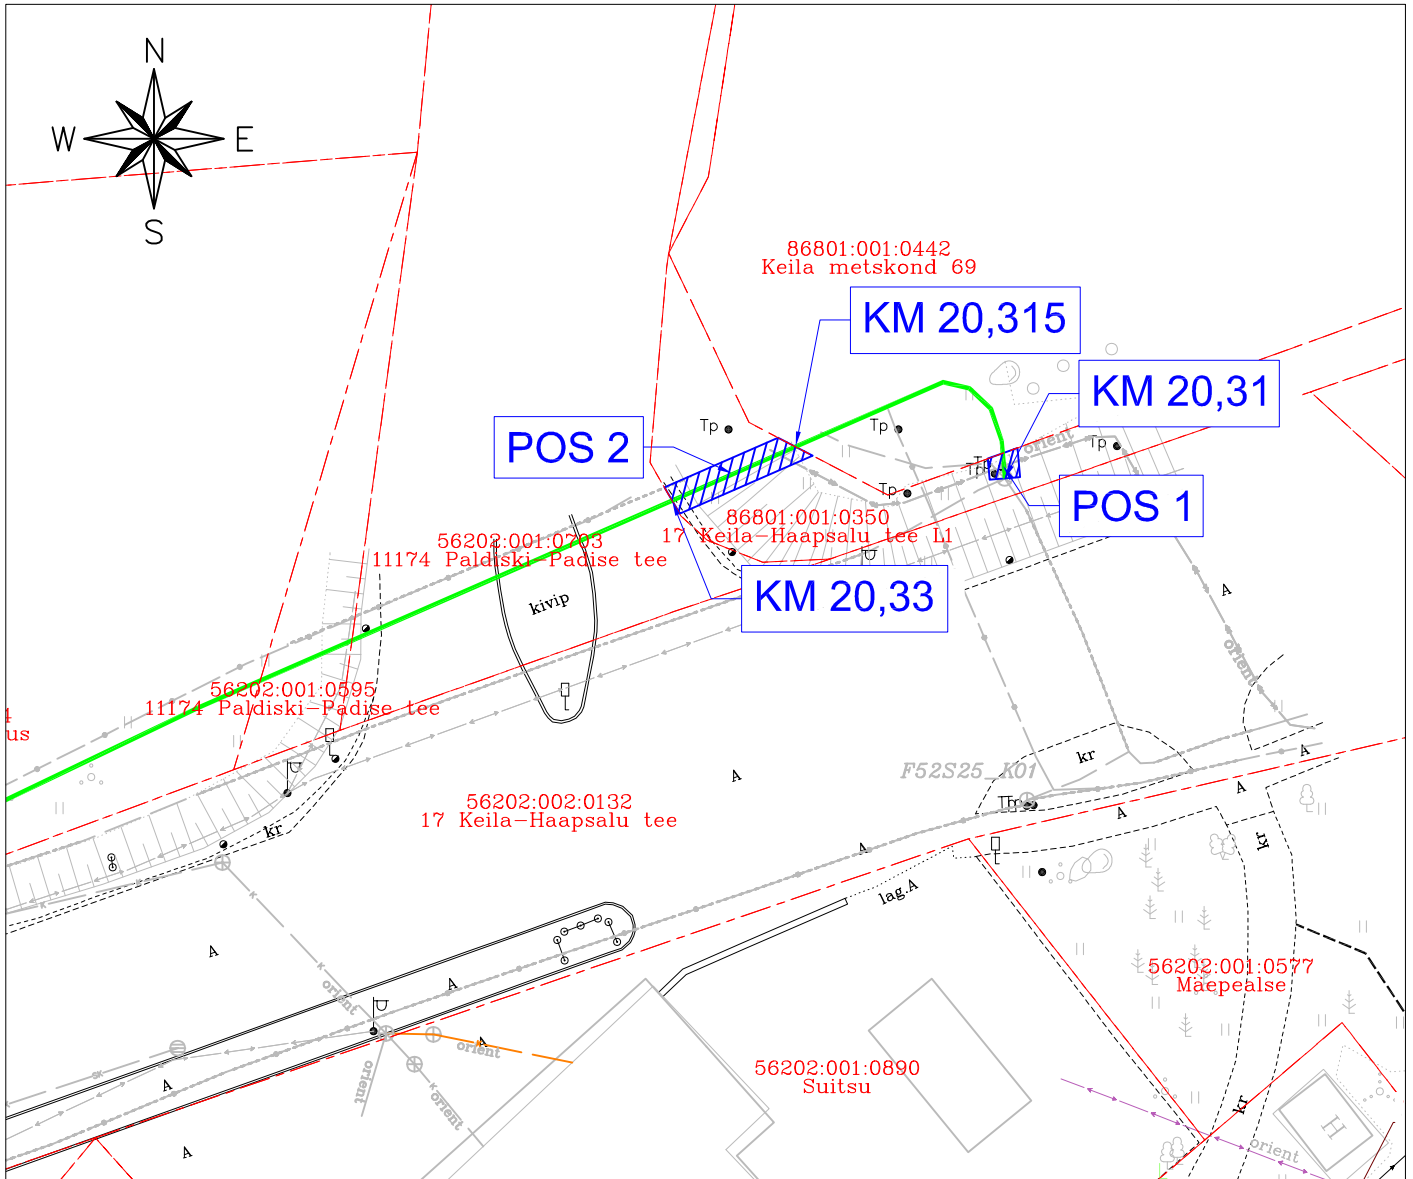 N
W E
S
86801:001:0442
Keila metskond 69
KM 20,315
KM 20,31
Tp
Tp
orient
Tp
POS 2
Tp
POS 1
Tp
86801:001:0350
17 Keila-Haapsalu tee L1
56202:001:0703
11174 Paldiski-Padise tee
kivip
KM 20,33
A
orient
56202:001:0595
11174 Paldiski-Padise tee
4
us
kr
A
A
F52S25_K01
56202:002:0132
17 Keila-Haapsalu tee
A
A
kr
kr
A
lag.A
A
A
orient
56202:001:0577
Mäepealse
A
orient
56202:001:0890
Suitsu
A
orient
orient
kr
H
orient
A